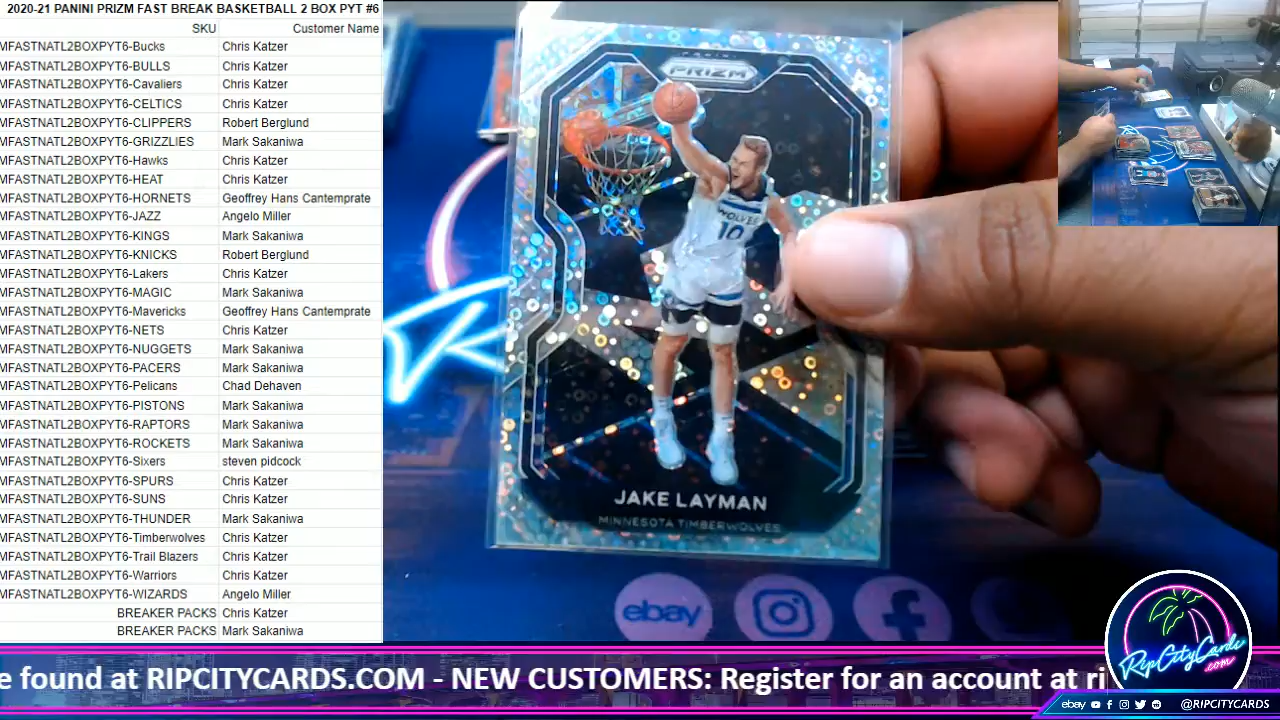 2020-21 PANINI PRIZM FAST BREAK BASKETBALL 2 BOX PYT #6
SKU Customer Name
MFASTNATL2BOXPYT6-Bucks Chris Katzer
MFASTNATL2BOXPYT6-BULLS Chris Katzer
MFASTNATL2BOXPYT6-Cavaliers Chris Katzer
MFASTNATL2BOXPYT6-CELTICS Chris Katzer
MFASTNATL2BOXPYT6-CLIPPERS Robert Berglund
MFASTNATL2BOXPYT6-GRIZZLIES Mark Sakaniwa
MFASTNATL2BOXPYT6-Hawks Chris Katzer
MFASTNATL2BOXPYT6-HEAT Chris Katzer
MFASTNATL2BOXPYT6-HORNETS Geoffrey Hans Cantemprate
MFASTNATL2BOXPYT6-JAZZ Angelo Miller
MFASTNATL2BOXPYT6-KINGS Mark Sakaniwa
MFASTNATL2BOXPYT6-KNICKS Robert Berglund
MFASTNATL2BOXPYT6-Lakers Chris Katzer
MFASTNATL2BOXPYT6-MAGIC Mark Sakaniwa
MFASTNATL2BOXPYT6-Mavericks Geoffrey Hans Cantemprate
MFASTNATL2BOXPYT6-NETS Chris Katzer
MFASTNATL2BOXPYT6-NUGGETS Mark Sakaniwa
MFASTNATL2BOXPYT6-PACERS Mark Sakaniwa
MFASTNATL2BOXPYT6-Pelicans Chad Dehaven
MFASTNATL2BOXPYT6-PISTONS Mark Sakaniwa
MFASTNATL2BOXPYT6-RAPTORS Mark Sakaniwa
MFASTNATL2BOXPYT6-ROCKETS Mark Sakaniwa
MFASTNATL2BOXPYT6-Sixers steven pidcock
MFASTNATL2BOXPYT6-SPURS Chris Katzer
MFASTNATL2BOXPYT6-SUNS Chris Katzer
MFASTNATL2BOXPYT6-THUNDER Mark Sakaniwa
MFASTNATL2BOXPYT6-Timberwolves Chris Katzer
MFASTNATL2BOXPYT6-Trail Blazers Chris Katzer
MFASTNATL2BOXPYT6-Warriors Chris Katzer
MFASTNATL2BOXPYT6-WIZARDS Angelo Miller
BREAKER PACKS Chris Katzer
BREAKER PACKS Mark Sakaniwa
PANINI
PRIZM
WOLVES
10
JAKE LAYMAN
MINNESOTA TIMBERWOLVES
ebay
e found at RIPCITYCARDS.COM - NEW CUSTOMERS: Register for an account at ri
RipCityCards
.com
ebay @RIPCITYCARDS